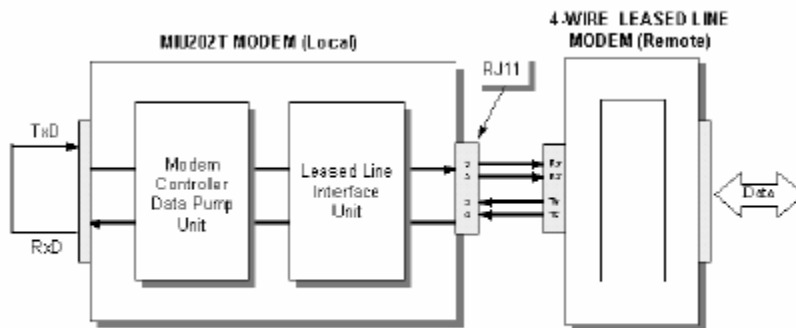 4-WIRE LEASED LINE
MODEM (Remote)
MIU202T MODEM (Local)
RJ11
TxD
Modem
Controller
Data Pump
Unit
Leased Line
Interface
Unit
RxD
Data